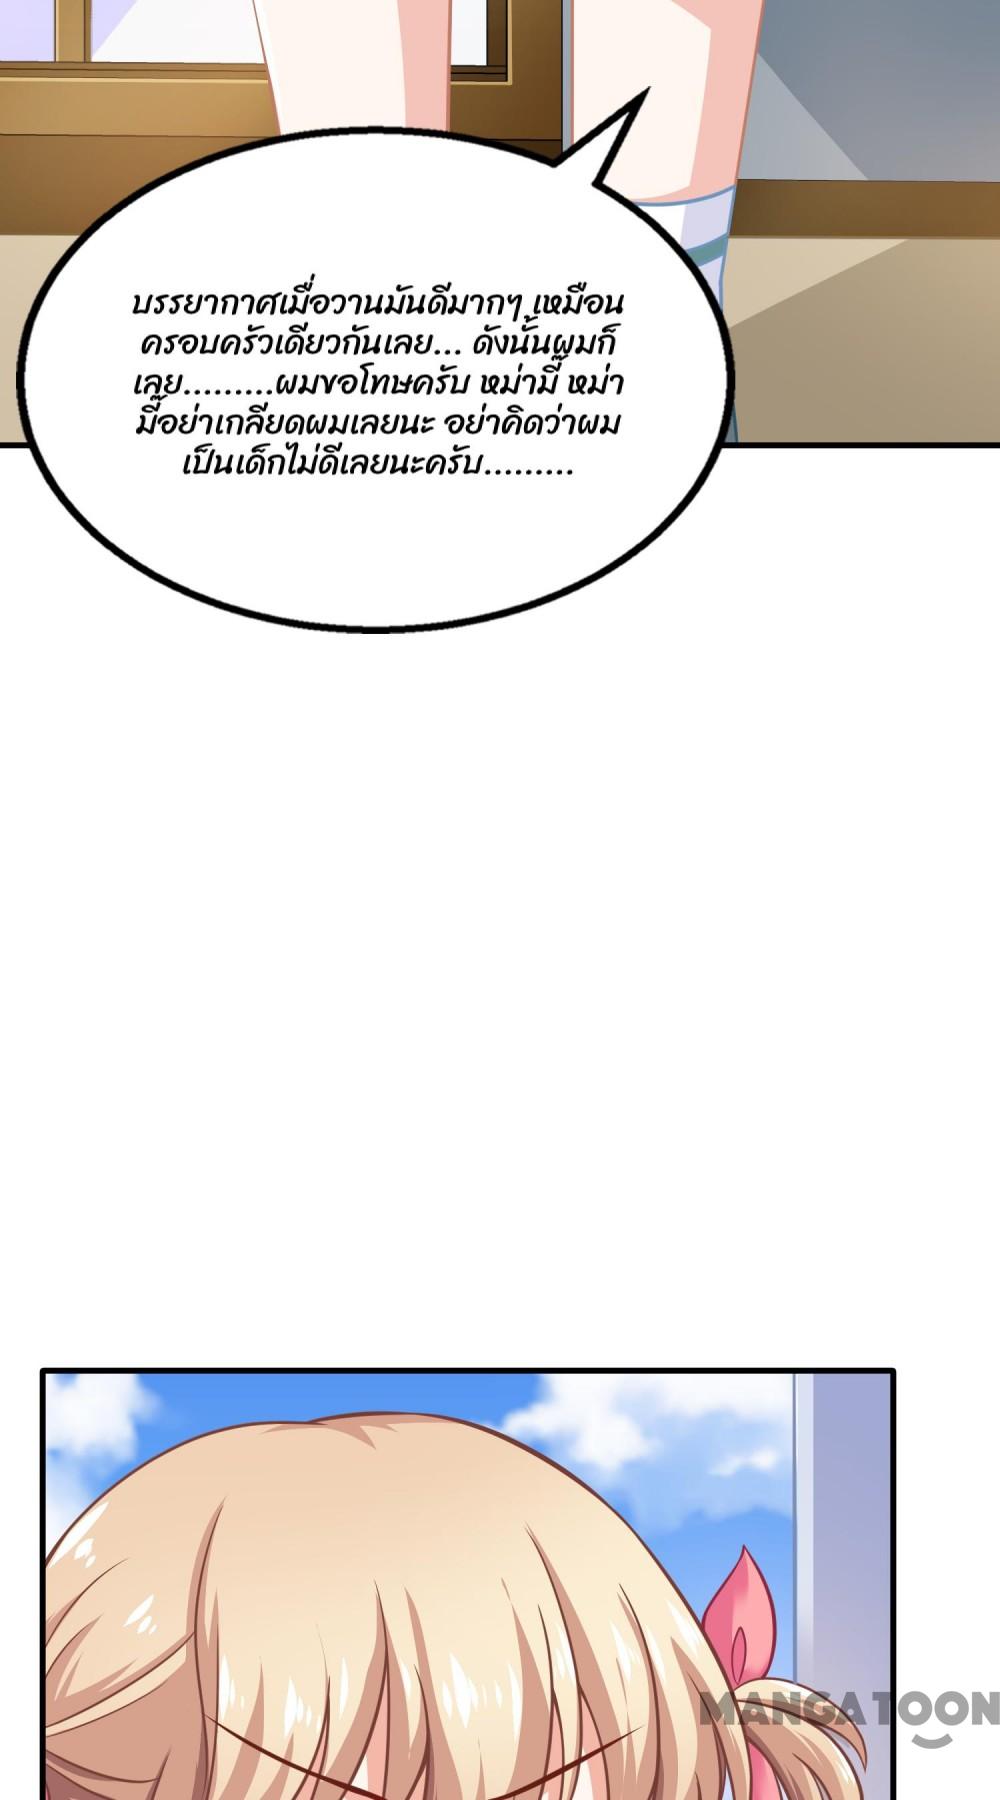 บรรยากาศเมื่อวานมันดีมากๆ เหมือน
ครอบครัวเดียวกันเลย... ดังนั้นผมก็
เลย.........ผมขอโทษครับ หม่ามี๊ หม่า
มี๊อย่าเกลียดผมเลยนะ อย่าคิดว่าผม
เป็นเด็กไม่ดีเลยนะครับ.........
MANGATOON